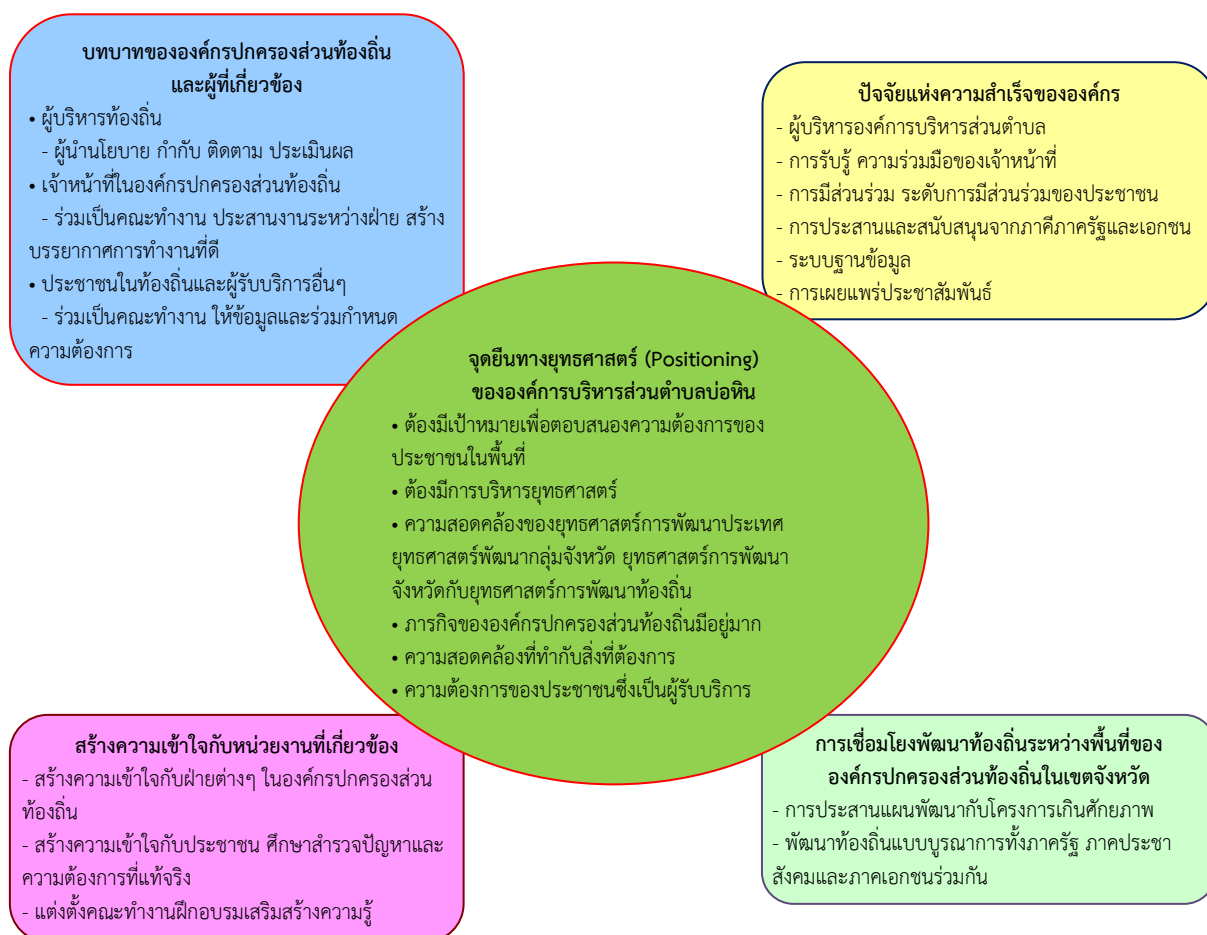 บทบาทขององค์กรปกครองส่วนท้องถิ่น
และผู้ที่เกี่ยวข้อง
• ผู้บริหารท้องถิ่น
- ผู้นำนโยบาย กำกับ ติดตาม ประเมินผล
• เจ้าหน้าที่ในองค์กรปกครองส่วนท้องถิ่น
- ร่วมเป็นคณะทำงาน ประสานงานระหว่างฝ่าย สร้าง
บรรยากาศการทำงานที่ดี
• ประชาชนในท้องถิ่นและผู้รับบริการอื่นๆ
- ร่วมเป็นคณะทำงาน ให้ข้อมูลและร่วมกำหนด
ความต้องการ
ปัจจัยแห่งความสำเร็จขององค์กร
- ผู้บริหารองค์การบริหารส่วนตำบล
- การรับรู้ ความร่วมมือของเจ้าหน้าที่
- การมีส่วนร่วม ระดับการมีส่วนร่วมของประชาชน
- การประสานและสนับสนุนจากภาคีภาครัฐและเอกชน
- ระบบฐานข้อมูล
- การเผยแพร่ประชาสัมพันธ์
จุดยืนทางยุทธศาสตร์ (Positioning)
ขององค์การบริหารส่วนตำบลบ่อหิน
• ต้องมีเป้าหมายเพื่อตอบสนองความต้องการของ
ประชาชนในพื้นที่
• ต้องมีการบริหารยุทธศาสตร์
• ความสอดคล้องของยุทธศาสตร์การพัฒนาประเทศ
ยุทธศาสตร์พัฒนากลุ่มจังหวัด ยุทธศาสตร์การพัฒนา
จังหวัดกับยุทธศาสตร์การพัฒนาท้องถิ่น
• ภารกิจขององค์กรปกครองส่วนท้องถิ่นมีอยู่มาก
• ความสอดคล้องที่ทำกับสิ่งที่ต้องการ
• ความต้องการของประชาชนซึ่งเป็นผู้รับบริการ
สร้างความเข้าใจกับหน่วยงานที่เกี่ยวข้อง
- สร้างความเข้าใจกับฝ่ายต่างๆ ในองค์กรปกครองส่วน
ท้องถิ่น
- สร้างความเข้าใจกับประชาชน ศึกษาสำรวจปัญหาและ
ความต้องการที่แท้จริง
- แต่งตั้งคณะทำงานฝึกอบรมเสริมสร้างความรู้
การเชื่อมโยงพัฒนาท้องถิ่นระหว่างพื้นที่ของ
องค์กรปกครองส่วนท้องถิ่นในเขตจังหวัด
- การประสานแผนพัฒนากับโครงการเกินศักยภาพ
- พัฒนาท้องถิ่นแบบบูรณาการทั้งภาครัฐ ภาคประชา
สังคมและภาคเอกชนร่วมกัน